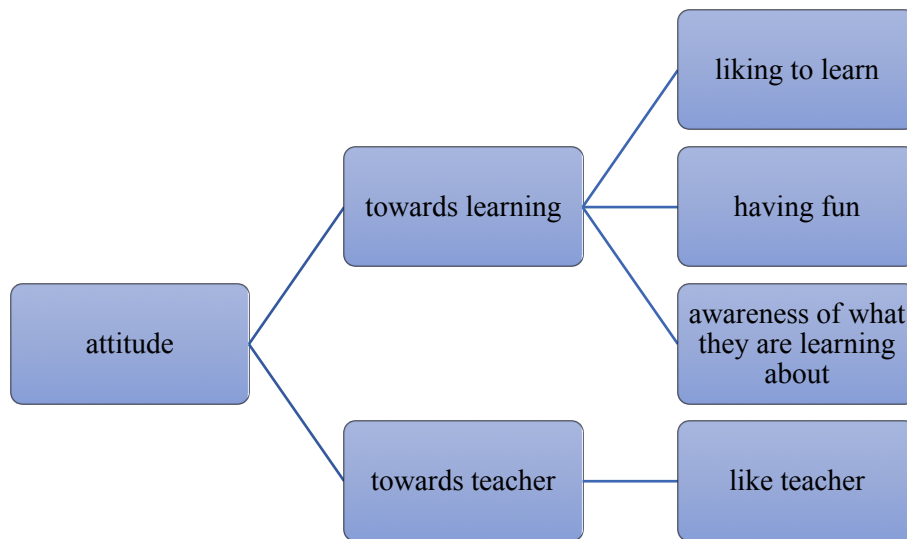 attitude
towards learning
liking to learn
having fun
awareness of what
they are learning
about
towards teacher
like teacher